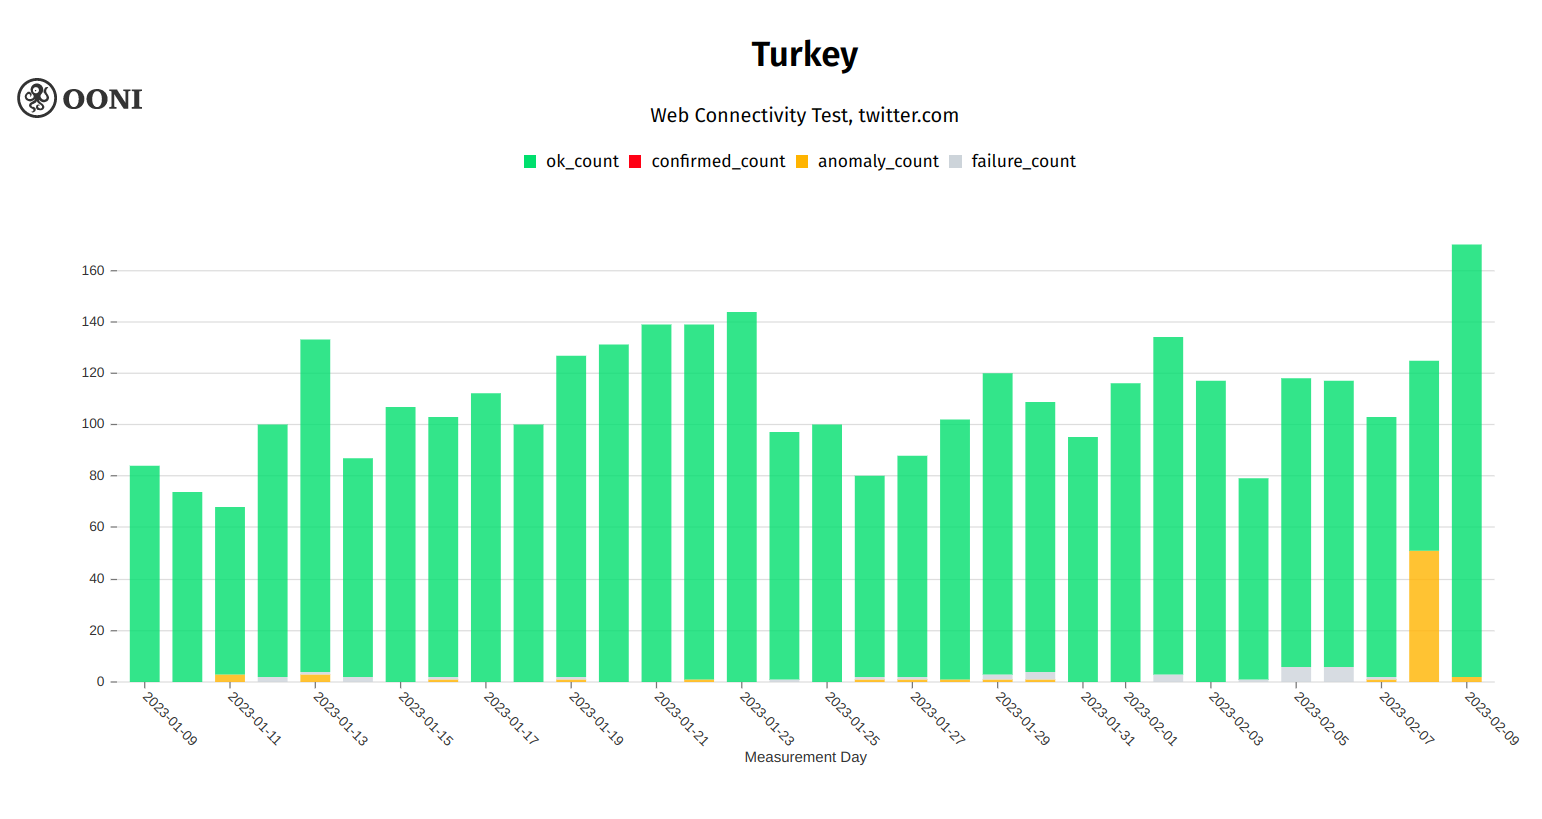 Turkey
OONI
Web Connectivity Test, twitter.com
ok_count confirmed_count anomaly_count failure_count
160
140
120
100
80
60
40
20
0
2023-01-09 2023-01-11 2023-01-13 2023-01-15 2023-01-17 2023-01-19 2023-01-21 2023-01-23 2023-01-25 2023-01-27 2023-01-29 2023-01-31 2023-02-01 2023-02-03 2023-02-05 2023-02-07 2023-02-09
Measurement Day